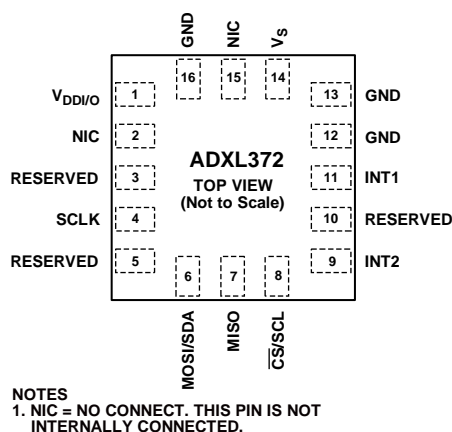 GND
NIC
VS
16
15
14
VDDI/O 1
13 GND
NIC 2
12 GND
ADXL372
RESERVED 3
11 INT1
TOP VIEW
(Not to Scale)
SCLK 4
10 RESERVED
RESERVED 5
9 INT2
6
7
8
MOSI/SDA
MISO
CS/SCL
NOTES
1. NIC = NO CONNECT. THIS PIN IS NOT
INTERNALLY CONNECTED.